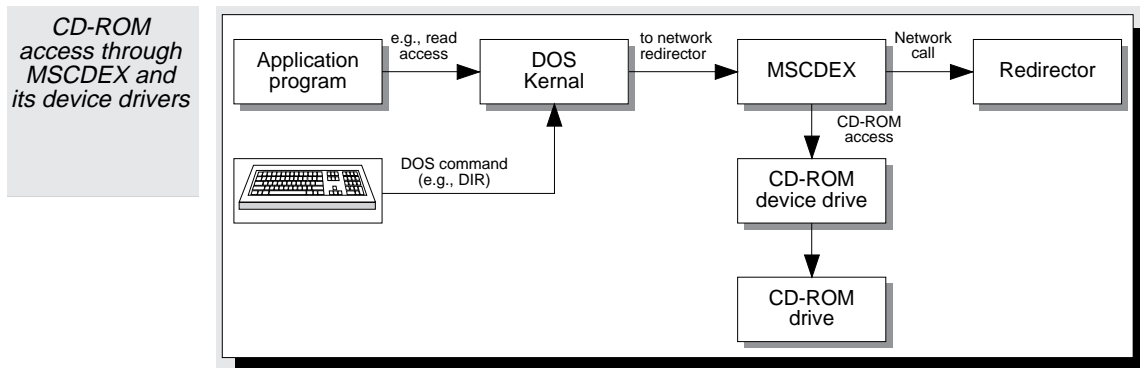 CD-ROM
access through
MSCDEX and
its device drivers
Application
program
e.g., read
access
DOS
Kernal
to network
redirector
MSCDEX
Network
call
Redirector
CD-ROM
access
DOS command
(e.g., DIR)
CD-ROM
device drive
CD-ROM
drive